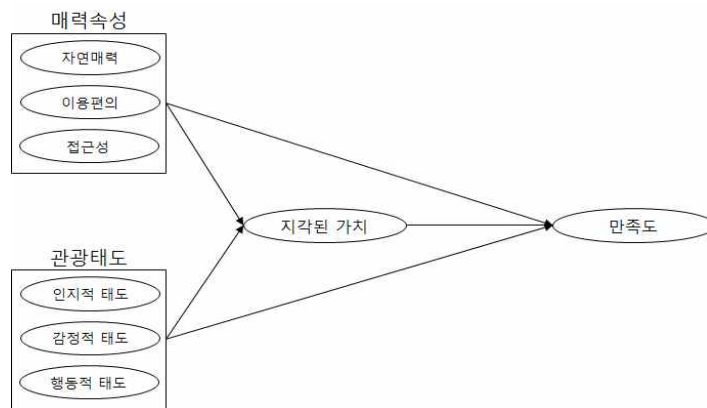 매력속성
자연매력
이용편의
접근성
지각된 가치
만족도
관광태도
인지적 태도
감정적 태도
행동적 태도